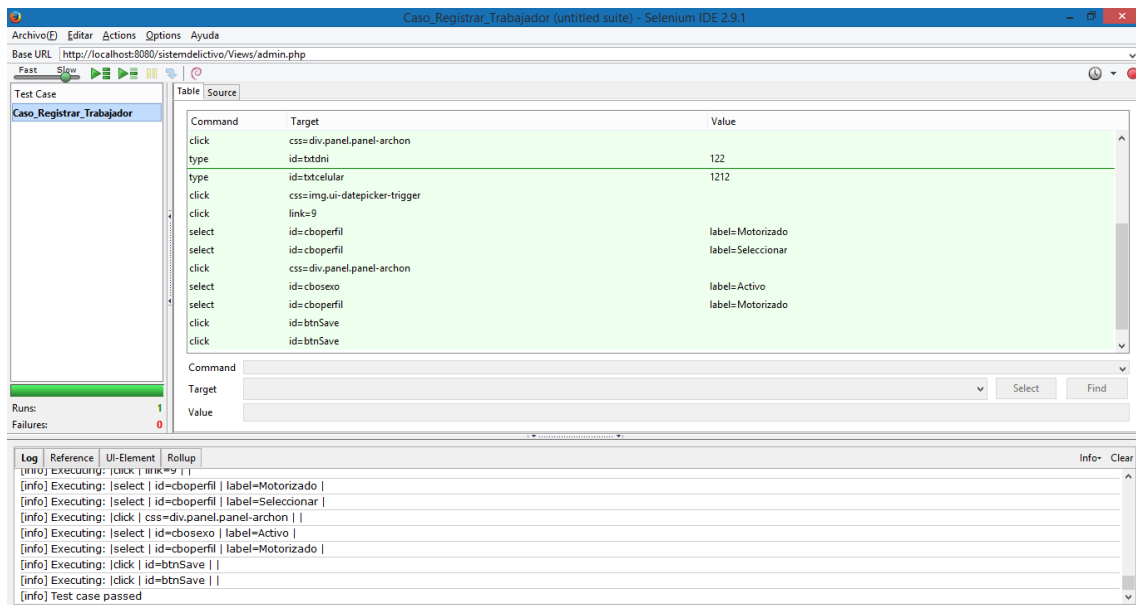 Caso_Registrar_Trabajador (untitled suite) - Selenium IDE 2.9.1
Archivo(F) Editar Actions Options Ayuda
Base URL http://localhost:8080/sistemdelictivo/Views/admin.php
Fast Slow
Test Case
Caso_Registrar_Trabajador
Table Source
Command Target Value
click css=div.panel.panel-archon
type id=txtdni 122
type id=txtcelular 1212
click css=img.ui-datepicker-trigger
click link=9
select id=cboperfil label=Motorizado
select id=cboperfil label=Seleccionar
click css=div.panel.panel-archon
select id=cbosexo label=Activo
select id=cboperfil label=Motorizado
click id=btnSave
click id=btnSave
Command
Target Select Find
Value
Runs: 1
Failures: 0
Log Reference UI-Element Rollup Info Clear
[info] Executing: |click | link=9 | |
[info] Executing: |select | id=cboperfil | label=Motorizado |
[info] Executing: |select | id=cboperfil | label=Seleccionar |
[info] Executing: |click | css=div.panel.panel-archon | |
[info] Executing: |select | id=cbosexo | label=Activo |
[info] Executing: |select | id=cboperfil | label=Motorizado |
[info] Executing: |click | id=btnSave | |
[info] Executing: |click | id=btnSave | |
[info] Test case passed